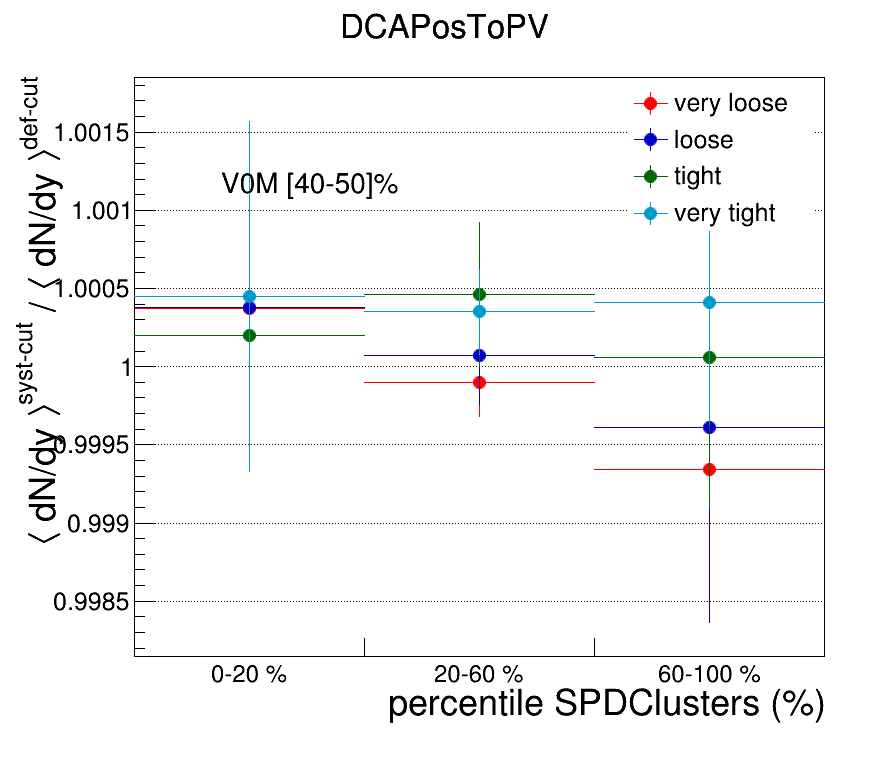 DCAPosToPV
⟨ dN/dy ⟩^syst-cut / ⟨ dN/dy ⟩^def-cut
1.0015
1.001
1.0005
1
0.9995
0.999
0.9985
V0M [40-50]%
very loose
loose
tight
very tight
0-20 %
20-60 %
60-100 %
percentile SPDClusters (%)